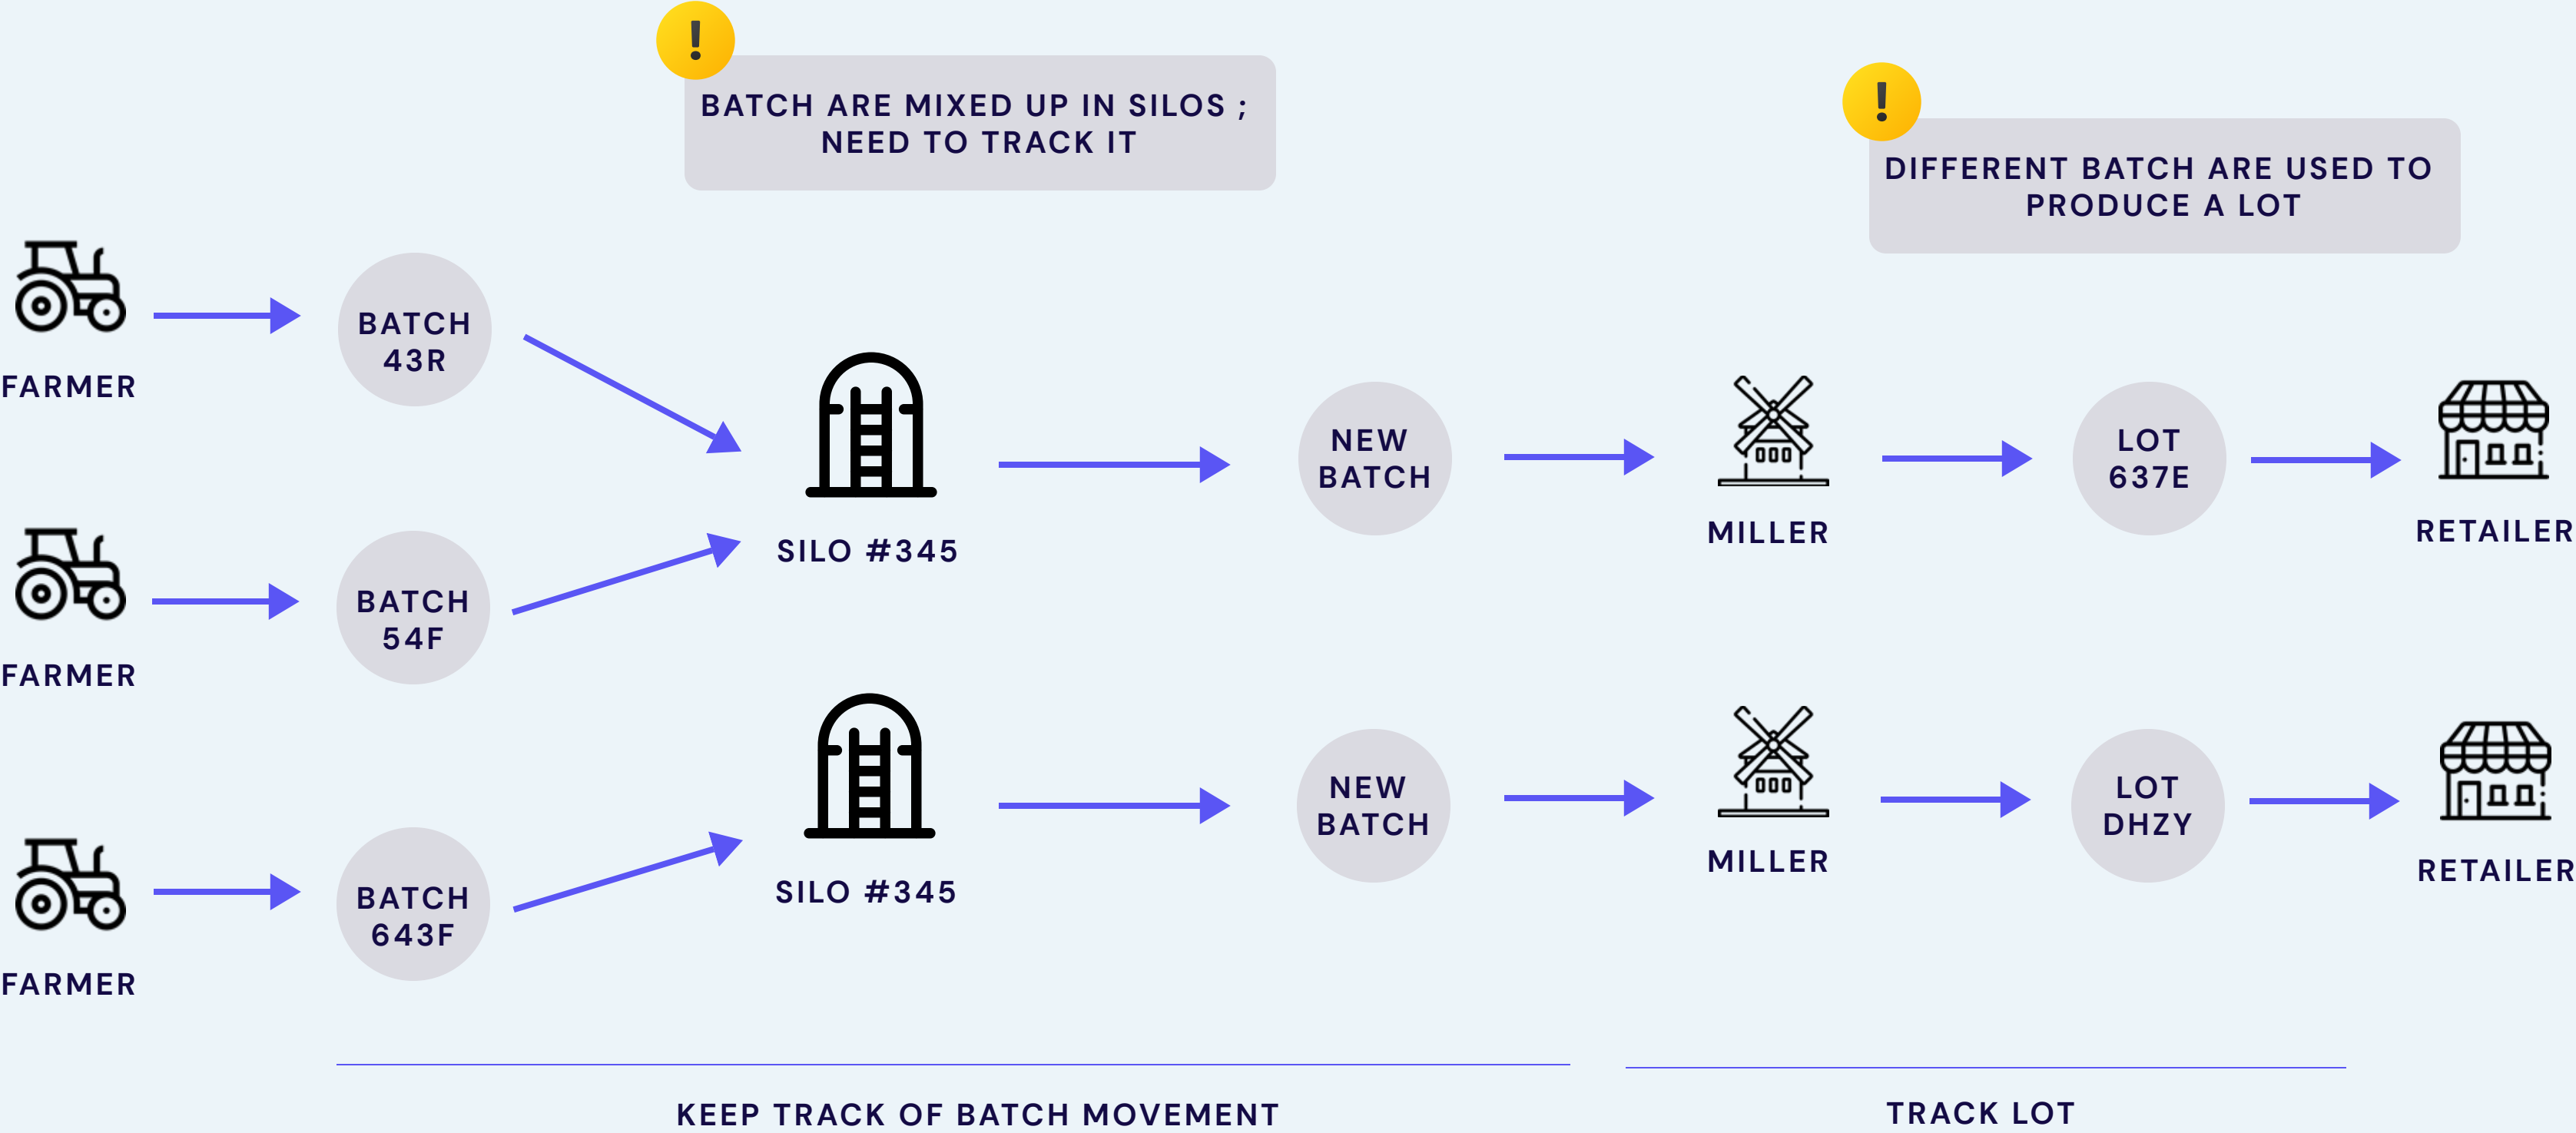 !
BATCH ARE MIXED UP IN SILOS ;
NEED TO TRACK IT
!
DIFFERENT BATCH ARE USED TO
PRODUCE A LOT
FARMER
BATCH
43R
SILO #345
NEW
BATCH
MILLER
LOT
637E
RETAILER
FARMER
BATCH
54F
FARMER
BATCH
643F
SILO #345
NEW
BATCH
MILLER
LOT
DHZY
RETAILER
KEEP TRACK OF BATCH MOVEMENT
TRACK LOT